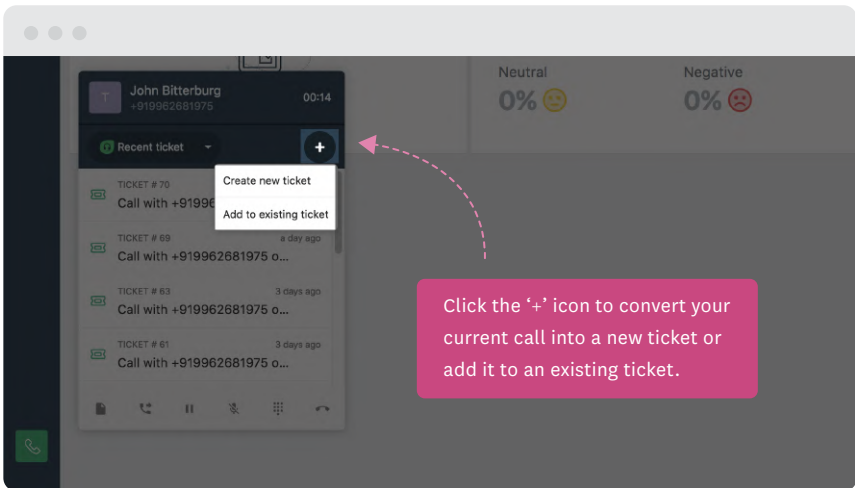 Neutral
0%
Negative
0%
T
John Bitterburg
+919962681975
00:14
Recent ticket
+
Create new ticket
Add to existing ticket
TICKET # 70
Call with +9199
TICKET # 69
a day ago
Call with +919962681975 o...
TICKET # 63
3 days ago
Call with +919962681975 o...
TICKET # 61
3 days ago
Call with +919962681975 o...
Click the ‘+’ icon to convert your
current call into a new ticket or
add it to an existing ticket.